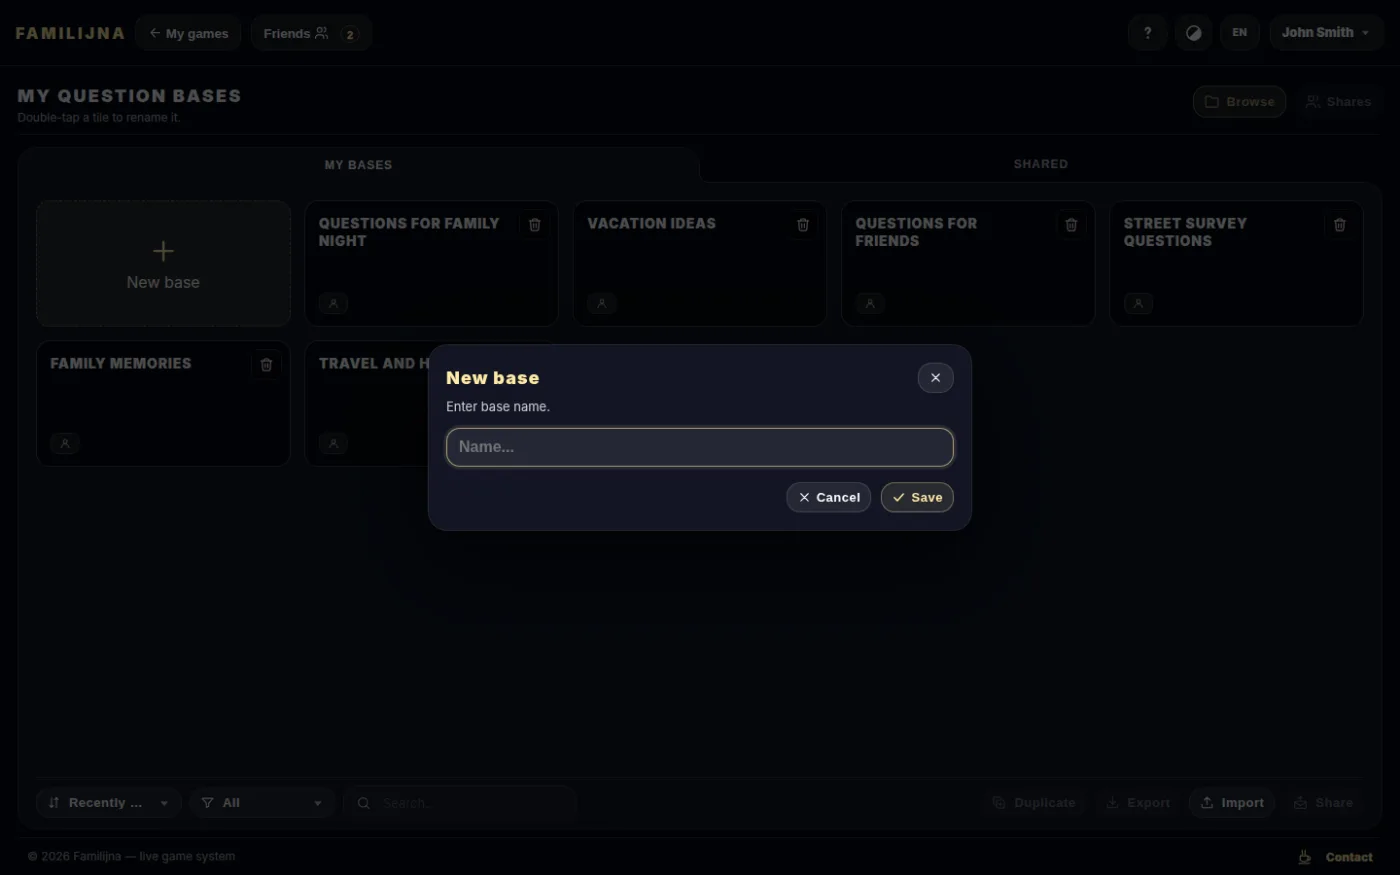 FAMILIJNA
My games
Friends 2
?
EN
John Smith
MY QUESTION BASES
Double-tap a tile to rename it.
Browse
Shares
MY BASES
SHARED
New base
QUESTIONS FOR FAMILY
NIGHT
VACATION IDEAS
QUESTIONS FOR
FRIENDS
STREET SURVEY
QUESTIONS
FAMILY MEMORIES
TRAVEL AND
New base
Enter base name.
Name...
Cancel
Save
Recently ...
All
Search...
Duplicate
Export
Import
Share
© 2026 Familijna — live game system
Contact